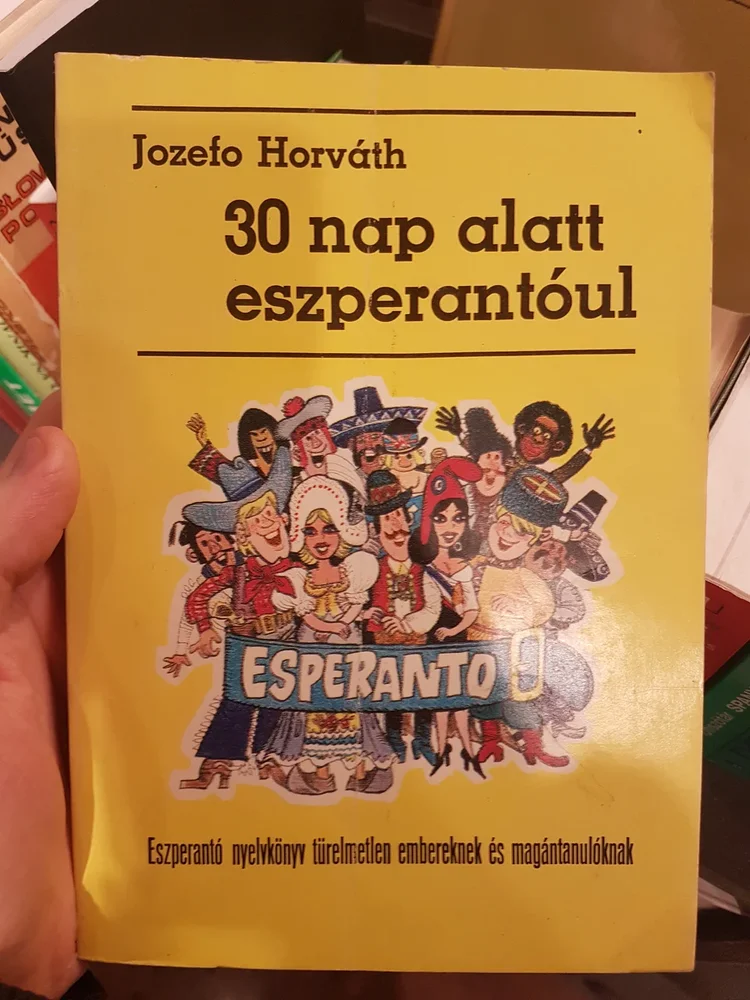 Jozefo Horváth
30 nap alatt
eszperantóul
ESPERANTO
Eszperantó nyelvkönyv türelmetlen embereknek és magántanulóknak